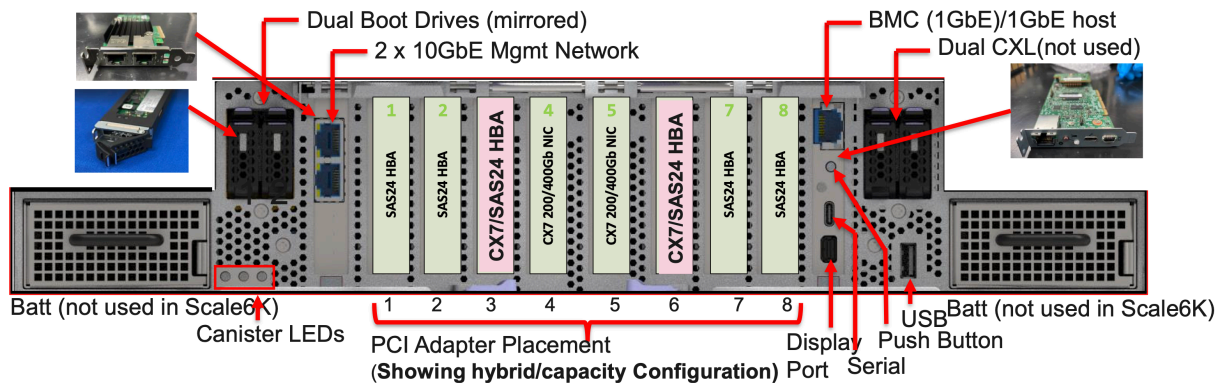 Dual Boot Drives (mirrored)
2 x 10GbE Mgmt Network
BMC (1GbE)/1GbE host
Dual CXL(not used)
1
SAS24 HBA
2
SAS24 HBA
CX7/SAS24 HBA
4
CX7 200/400Gb NIC
5
CX7 200/400Gb NIC
CX7/SAS24 HBA
7
SAS24 HBA
8
SAS24 HBA
1 2
Batt (not used in Scale6K)
Canister LEDs
1 2 3 4 5 6 7 8
PCI Adapter Placement
(Showing hybrid/capacity Configuration)
Display
Port
Serial
Push Button
USB
Batt (not used in Scale6K)